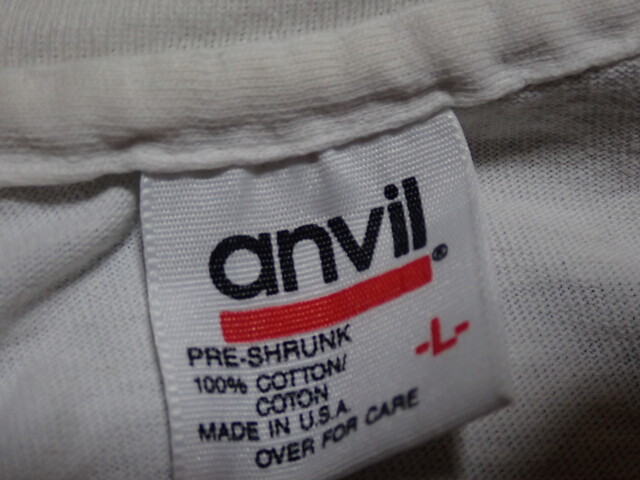 anvil®
-L-
PRE-SHRUNK
100% COTTON/
COTON
MADE IN U.S.A.
OVER FOR CARE